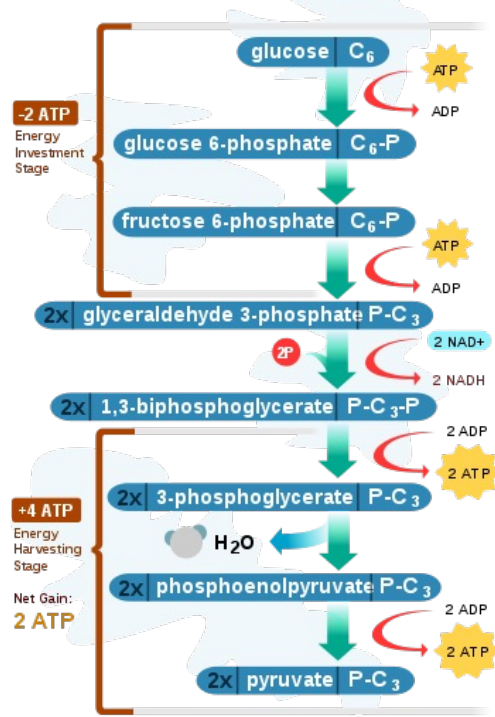 glucose C6
ATP
ADP
-2 ATP
Energy
Investment
Stage
glucose 6-phosphate C6-P
fructose 6-phosphate C6-P
ATP
ADP
2x glyceraldehyde 3-phosphate P-C3
2P
2 NAD+
2 NADH
2x 1,3-biphosphoglycerate P-C3-P
2 ADP
2 ATP
2x 3-phosphoglycerate P-C3
+4 ATP
Energy
Harvesting
Stage
H2O
2x phosphoenolpyruvate P-C3
Net Gain:
2 ATP
2 ADP
2 ATP
2x pyruvate P-C3